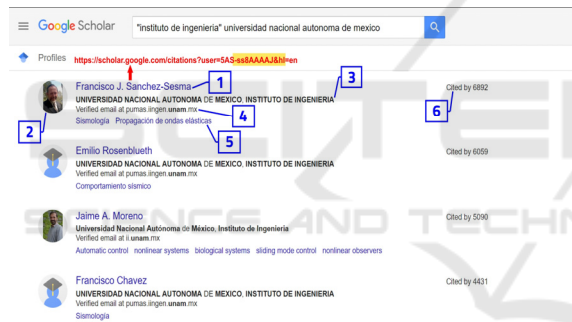 Google Scholar
"instituto de ingenieria" universidad nacional autonoma de mexico
Profiles https://scholar.google.com/citations?user=5AS-ss8AAAAJ&hl=en
Francisco J. Sanchez-Sesma 1 3 Cited by 6892
UNIVERSIDAD NACIONAL AUTONOMA DE MEXICO, INSTITUTO DE INGENIERIA
Verified email at pumas.iingen.unam.mx 4 6
Sismología Propagación de ondas elásticas
2 5
Emilio Rosenblueth Cited by 6059
UNIVERSIDAD NACIONAL AUTONOMA DE MEXICO, INSTITUTO DE INGENIERIA
Verified email at pumas.iingen.unam.mx
Comportamiento sísmico
Jaime A. Moreno Cited by 5090
Universidad Nacional Autónoma de México, Instituto de Ingeniería
Verified email at ii.unam.mx
Automatic control nonlinear systems biological systems sliding mode control nonlinear observers
Francisco Chavez Cited by 4431
UNIVERSIDAD NACIONAL AUTONOMA DE MEXICO, INSTITUTO DE INGENIERIA
Verified email at pumas.iingen.unam.mx
Sismología
SCIENCE AND TECHN